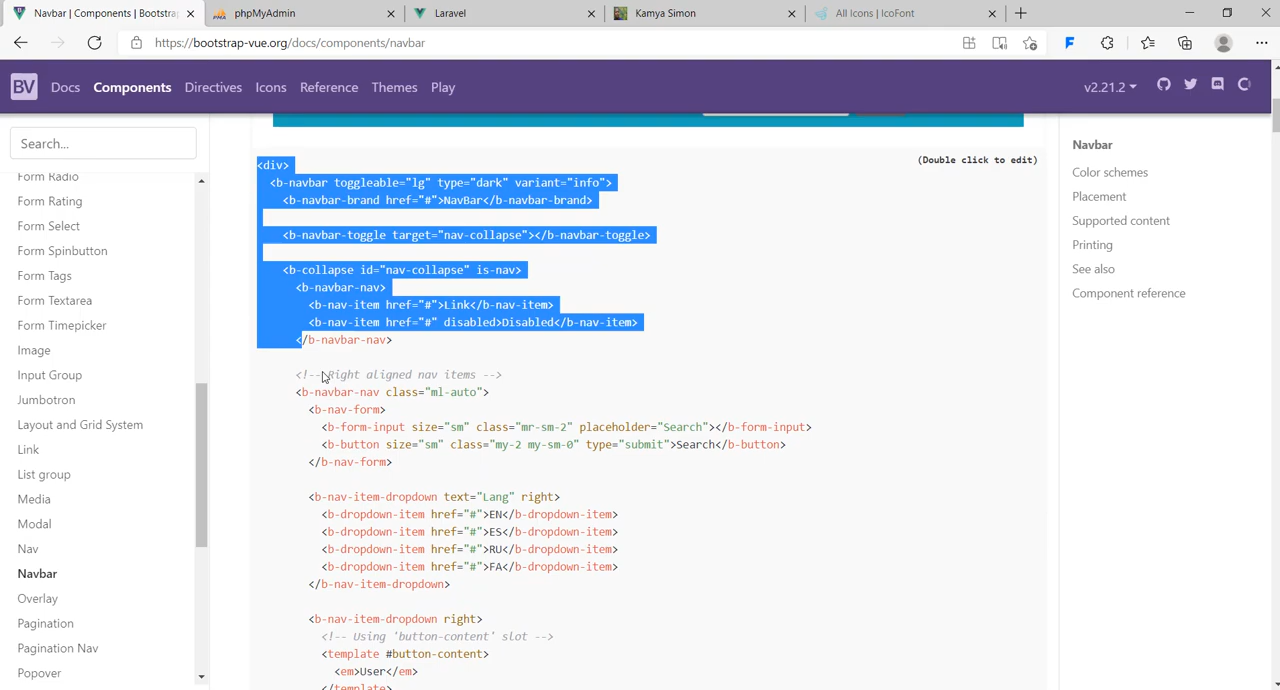 Navbar | Components | Bootstra
phpMyAdmin
Laravel
Kamya Simon
All Icons | IcoFont
https://bootstrap-vue.org/docs/components/navbar
BV Docs Components Directives Icons Reference Themes Play v2.21.2
Search...
Form Radio
Form Rating
Form Select
Form Spinbutton
Form Tags
Form Textarea
Form Timepicker
Image
Input Group
Jumbotron
Layout and Grid System
Link
List group
Media
Modal
Nav
Navbar
Overlay
Pagination
Pagination Nav
Popover
(Double click to edit)
<div>
<b-navbar toggleable="lg" type="dark" variant="info">
<b-navbar-brand href="#">NavBar</b-navbar-brand>
<b-navbar-toggle target="nav-collapse"></b-navbar-toggle>
<b-collapse id="nav-collapse" is-nav>
<b-navbar-nav>
<b-nav-item href="#">Link</b-nav-item>
<b-nav-item href="#" disabled>Disabled</b-nav-item>
</b-navbar-nav>
<!-- Right aligned nav items -->
<b-navbar-nav class="ml-auto">
<b-nav-form>
<b-form-input size="sm" class="mr-sm-2" placeholder="Search"></b-form-input>
<b-button size="sm" class="my-2 my-sm-0" type="submit">Search</b-button>
</b-nav-form>
<b-nav-item-dropdown text="Lang" right>
<b-dropdown-item href="#">EN</b-dropdown-item>
<b-dropdown-item href="#">ES</b-dropdown-item>
<b-dropdown-item href="#">RU</b-dropdown-item>
<b-dropdown-item href="#">FA</b-dropdown-item>
</b-nav-item-dropdown>
<b-nav-item-dropdown right>
<!-- Using 'button-content' slot -->
<template #button-content>
<em>User</em>
</template>
Navbar
Color schemes
Placement
Supported content
Printing
See also
Component reference